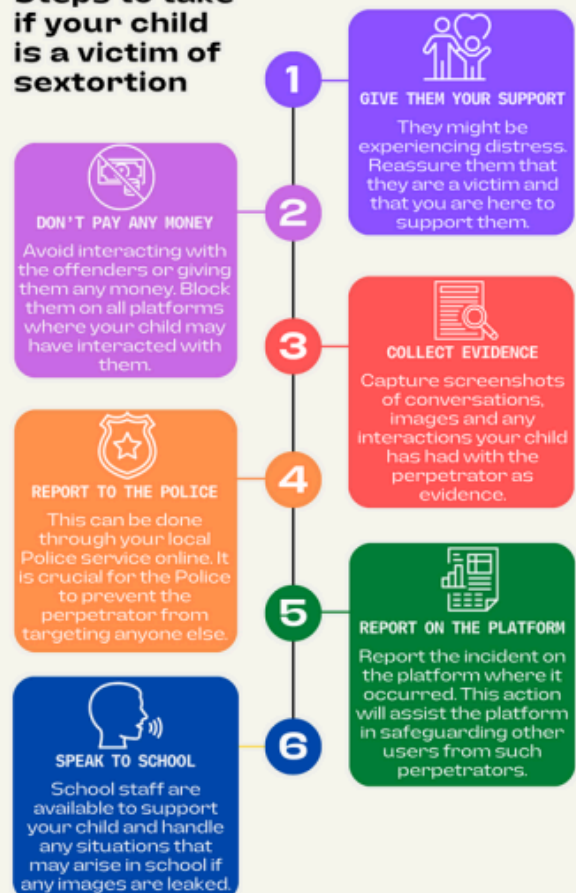 Steps to take
if your child
is a victim of
sextortion
1
GIVE THEM YOUR SUPPORT
They might be
experiencing distress.
Reassure them that
they are a victim and
that you are here to
support them.
2
DON'T PAY ANY MONEY
Avoid interacting with
the offenders or giving
them any money. Block
them on all platforms
where your child may
have interacted with
them.
3
COLLECT EVIDENCE
Capture screenshots
of conversations,
images and any
interactions your child
has had with the
perpetrator as
evidence.
4
REPORT TO THE POLICE
This can be done
through your local
Police service online. It
is crucial for the Police
to prevent the
perpetrator from
targeting anyone else.
5
REPORT ON THE PLATFORM
Report the incident on
the platform where it
occurred. This action
will assist the platform
in safeguarding other
users from such
perpetrators.
6
SPEAK TO SCHOOL
School staff are
available to support
your child and handle
any situations that
may arise in school if
any images are leaked.